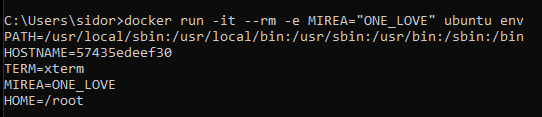 C:\Users\sidor>docker run -it --rm -e MIREA="ONE_LOVE" ubuntu env
PATH=/usr/local/sbin:/usr/local/bin:/usr/sbin:/usr/bin:/sbin:/bin
HOSTNAME=57435edeef30
TERM=xterm
MIREA=ONE_LOVE
HOME=/root